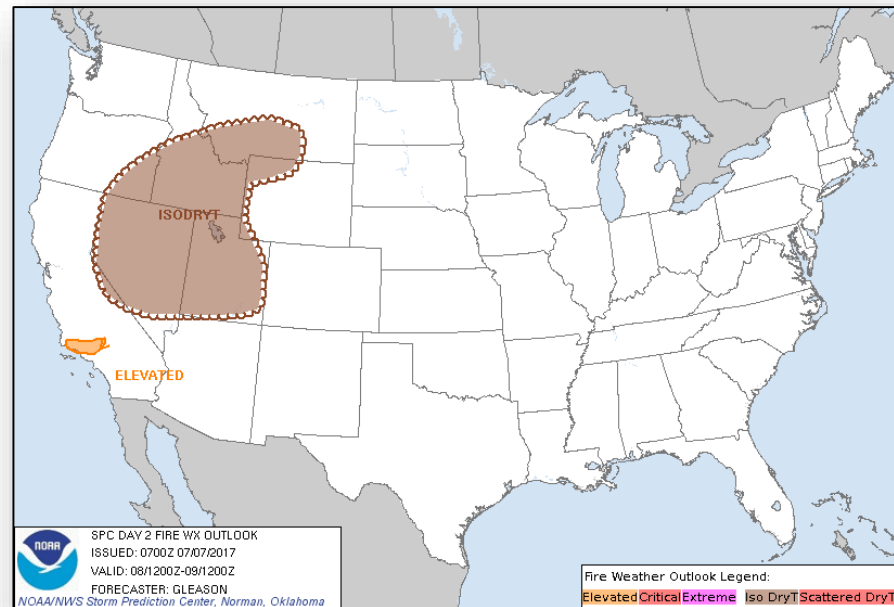 ISODRYT
ELEVATED
NOAA
SPC DAY 2 FIRE WX OUTLOOK
ISSUED: 0700Z 07/07/2017
VALID: 08/1200Z-09/1200Z
FORECASTER: GLEASON
NOAA/NWS Storm Prediction Center, Norman, Oklahoma
Fire Weather Outlook Legend:
Elevated Critical Extreme Iso DryT Scattered DryT